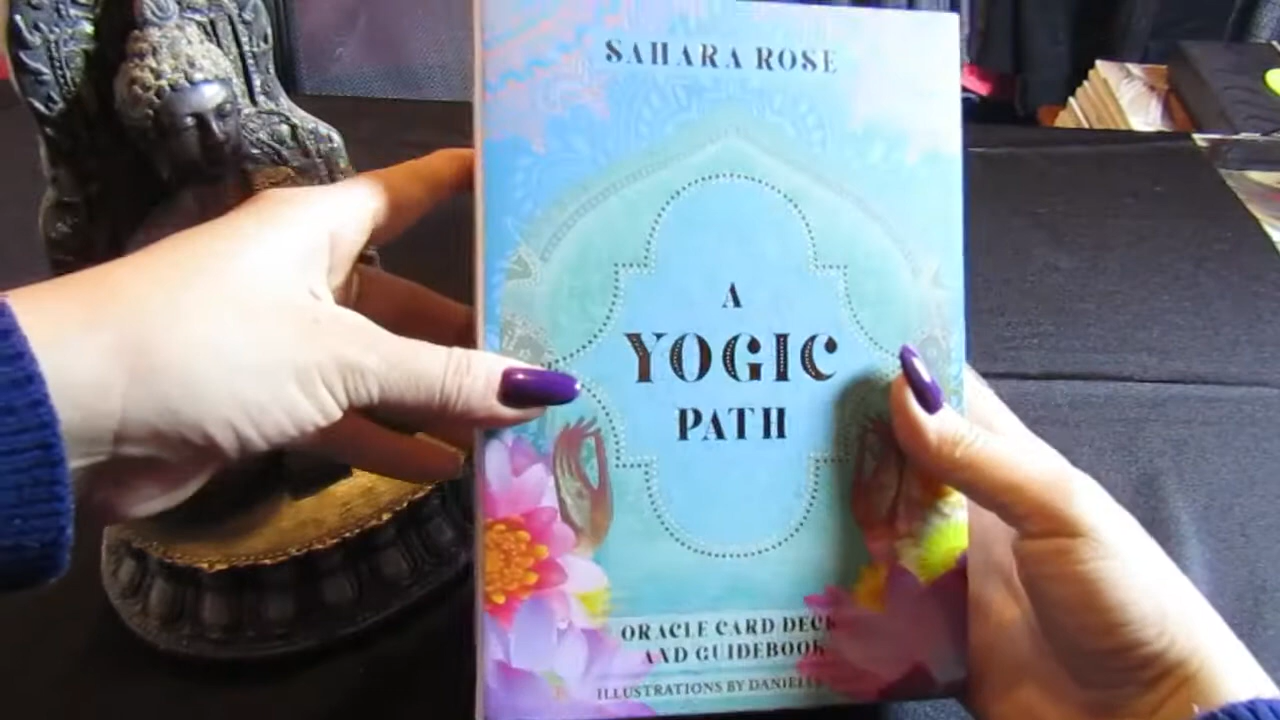 SAHARA ROSE
A
YOGIC
PATH
ORACLE CARD DECK
AND GUIDEBOOK
ILLUSTRATIONS BY